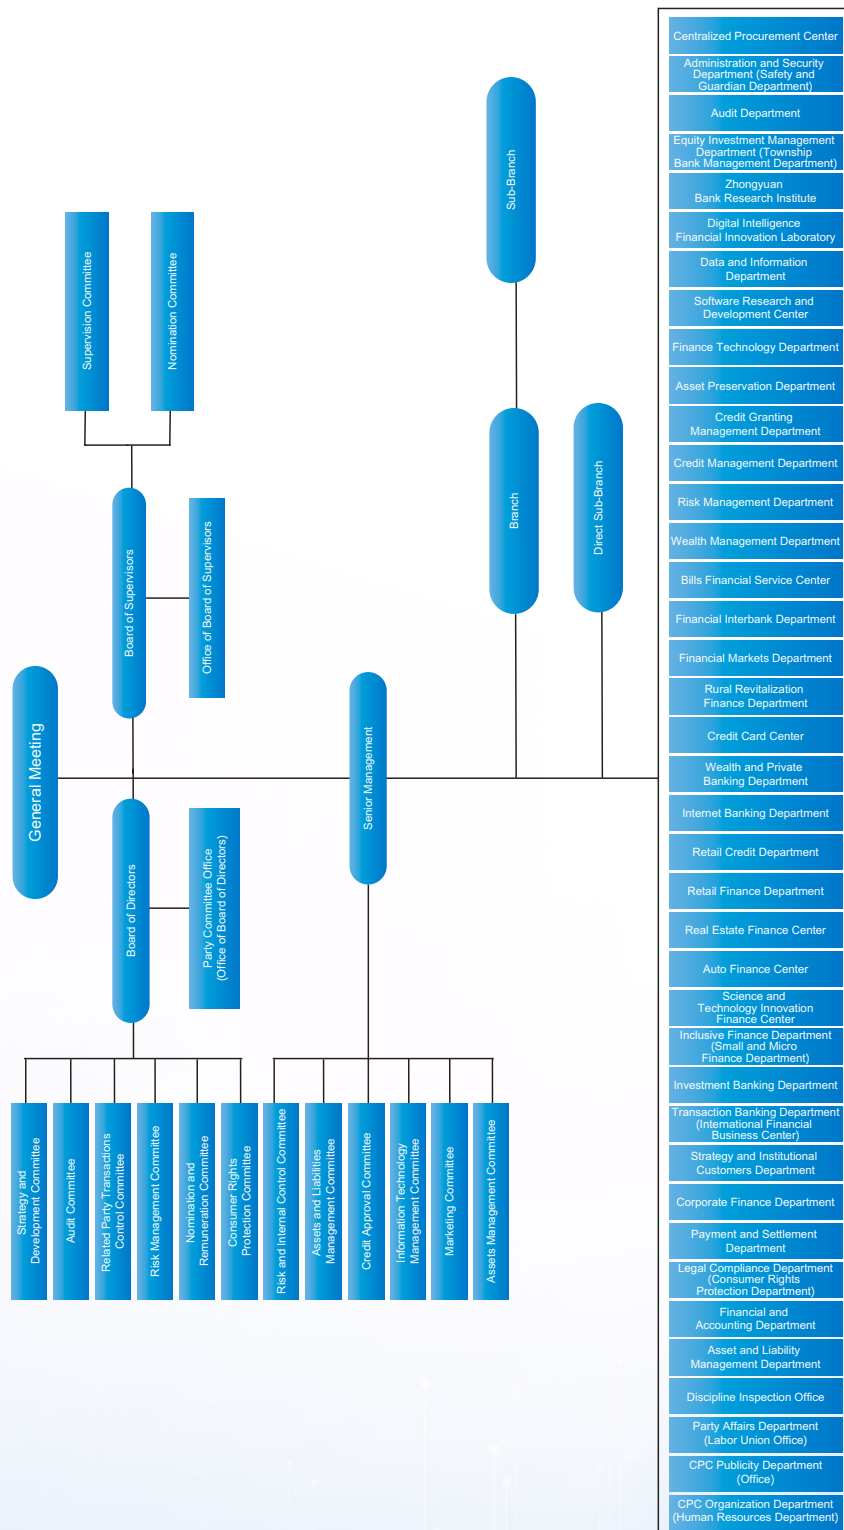 General Meeting
Supervision Committee
Nomination Committee
Board of Supervisors
Office of Board of Supervisors
Board of Directors
Party Committee Office
(Office of Board of Directors)
Strategy and
Development Committee
Audit Committee
Related Party Transactions
Control Committee
Risk Management Committee
Nomination and
Remuneration Committee
Consumer Rights
Protection Committee
Senior Management
Risk and Internal Control Committee
Assets and Liabilities
Management Committee
Credit Approval Committee
Information Technology
Management Committee
Marketing Committee
Assets Management Committee
Sub-Branch
Branch
Direct Sub-Branch
Centralized Procurement Center
Administration and Security
Department (Safety and
Guardian Department)
Audit Department
Equity Investment Management
Department (Township
Bank Management Department)
Zhongyuan
Bank Research Institute
Digital Intelligence
Financial Innovation Laboratory
Data and Information
Department
Software Research and
Development Center
Finance Technology Department
Asset Preservation Department
Credit Granting
Management Department
Credit Management Department
Risk Management Department
Wealth Management Department
Bills Financial Service Center
Financial Interbank Department
Financial Markets Department
Rural Revitalization
Finance Department
Credit Card Center
Wealth and Private
Banking Department
Internet Banking Department
Retail Credit Department
Retail Finance Department
Real Estate Finance Center
Auto Finance Center
Science and
Technology Innovation
Finance Center
Inclusive Finance Department
(Small and Micro
Finance Department)
Investment Banking Department
Transaction Banking Department
(International Financial
Business Center)
Strategy and Institutional
Customers Department
Corporate Finance Department
Payment and Settlement
Department
Legal Compliance Department
(Consumer Rights
Protection Department)
Financial and
Accounting Department
Asset and Liability
Management Department
Discipline Inspection Office
Party Affairs Department
(Labor Union Office)
CPC Publicity Department
(Office)
CPC Organization Department
(Human Resources Department)